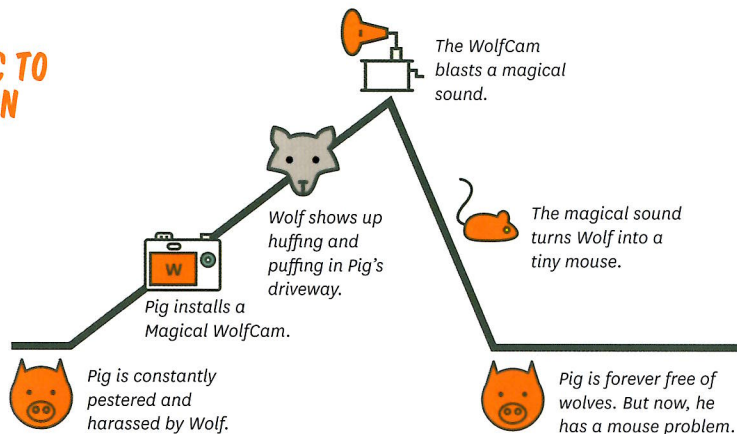 C TO
N
The WolfCam
blasts a magical
sound.
Wolf shows up
huffing and
puffing in Pig's
driveway.
The magical sound
turns Wolf into a
tiny mouse.
W
Pig installs a
Magical WolfCam.
Pig is constantly
pestered and
harassed by Wolf.
Pig is forever free of
wolves. But now, he
has a mouse problem.